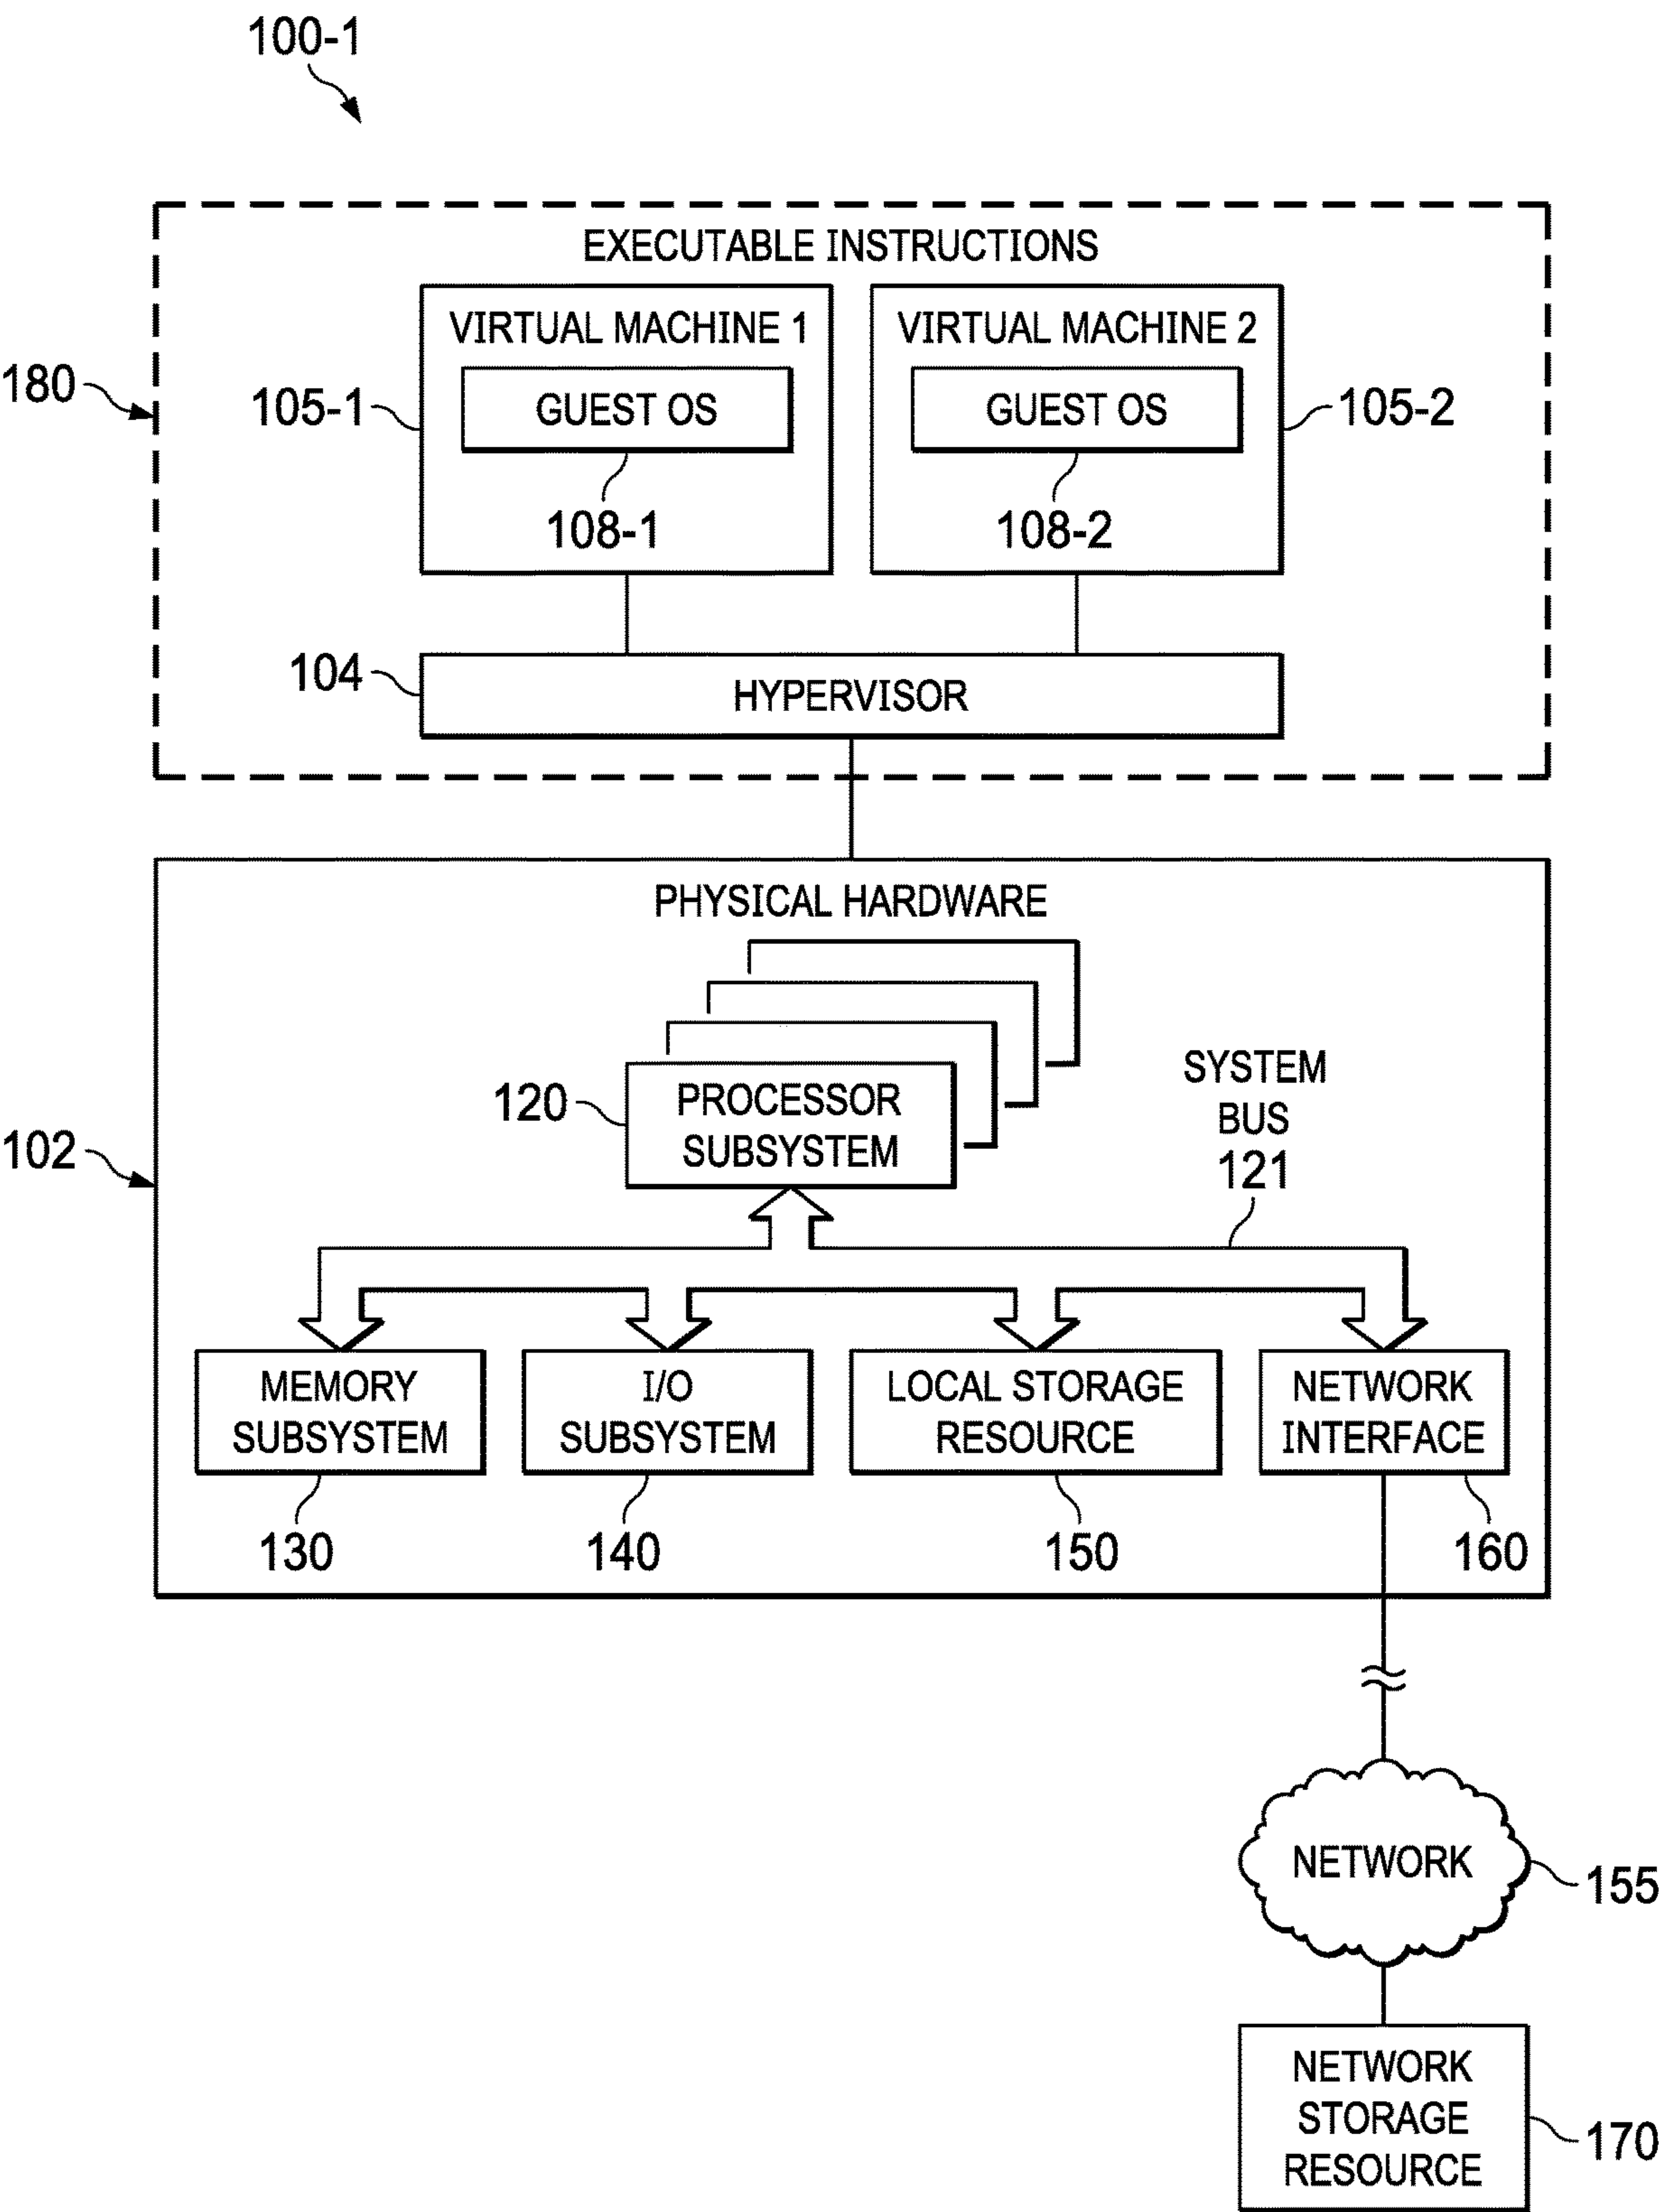 100-1
EXECUTABLE INSTRUCTIONS
VIRTUAL MACHINE 1
VIRTUAL MACHINE 2
180
105-1
GUEST OS
GUEST OS
105-2
108-1
108-2
104
HYPERVISOR
PHYSICAL HARDWARE
SYSTEM
BUS
121
120
PROCESSOR
SUBSYSTEM
102
MEMORY
SUBSYSTEM
I/O
SUBSYSTEM
LOCAL STORAGE
RESOURCE
NETWORK
INTERFACE
130
140
150
160
NETWORK
155
NETWORK
STORAGE
RESOURCE
170